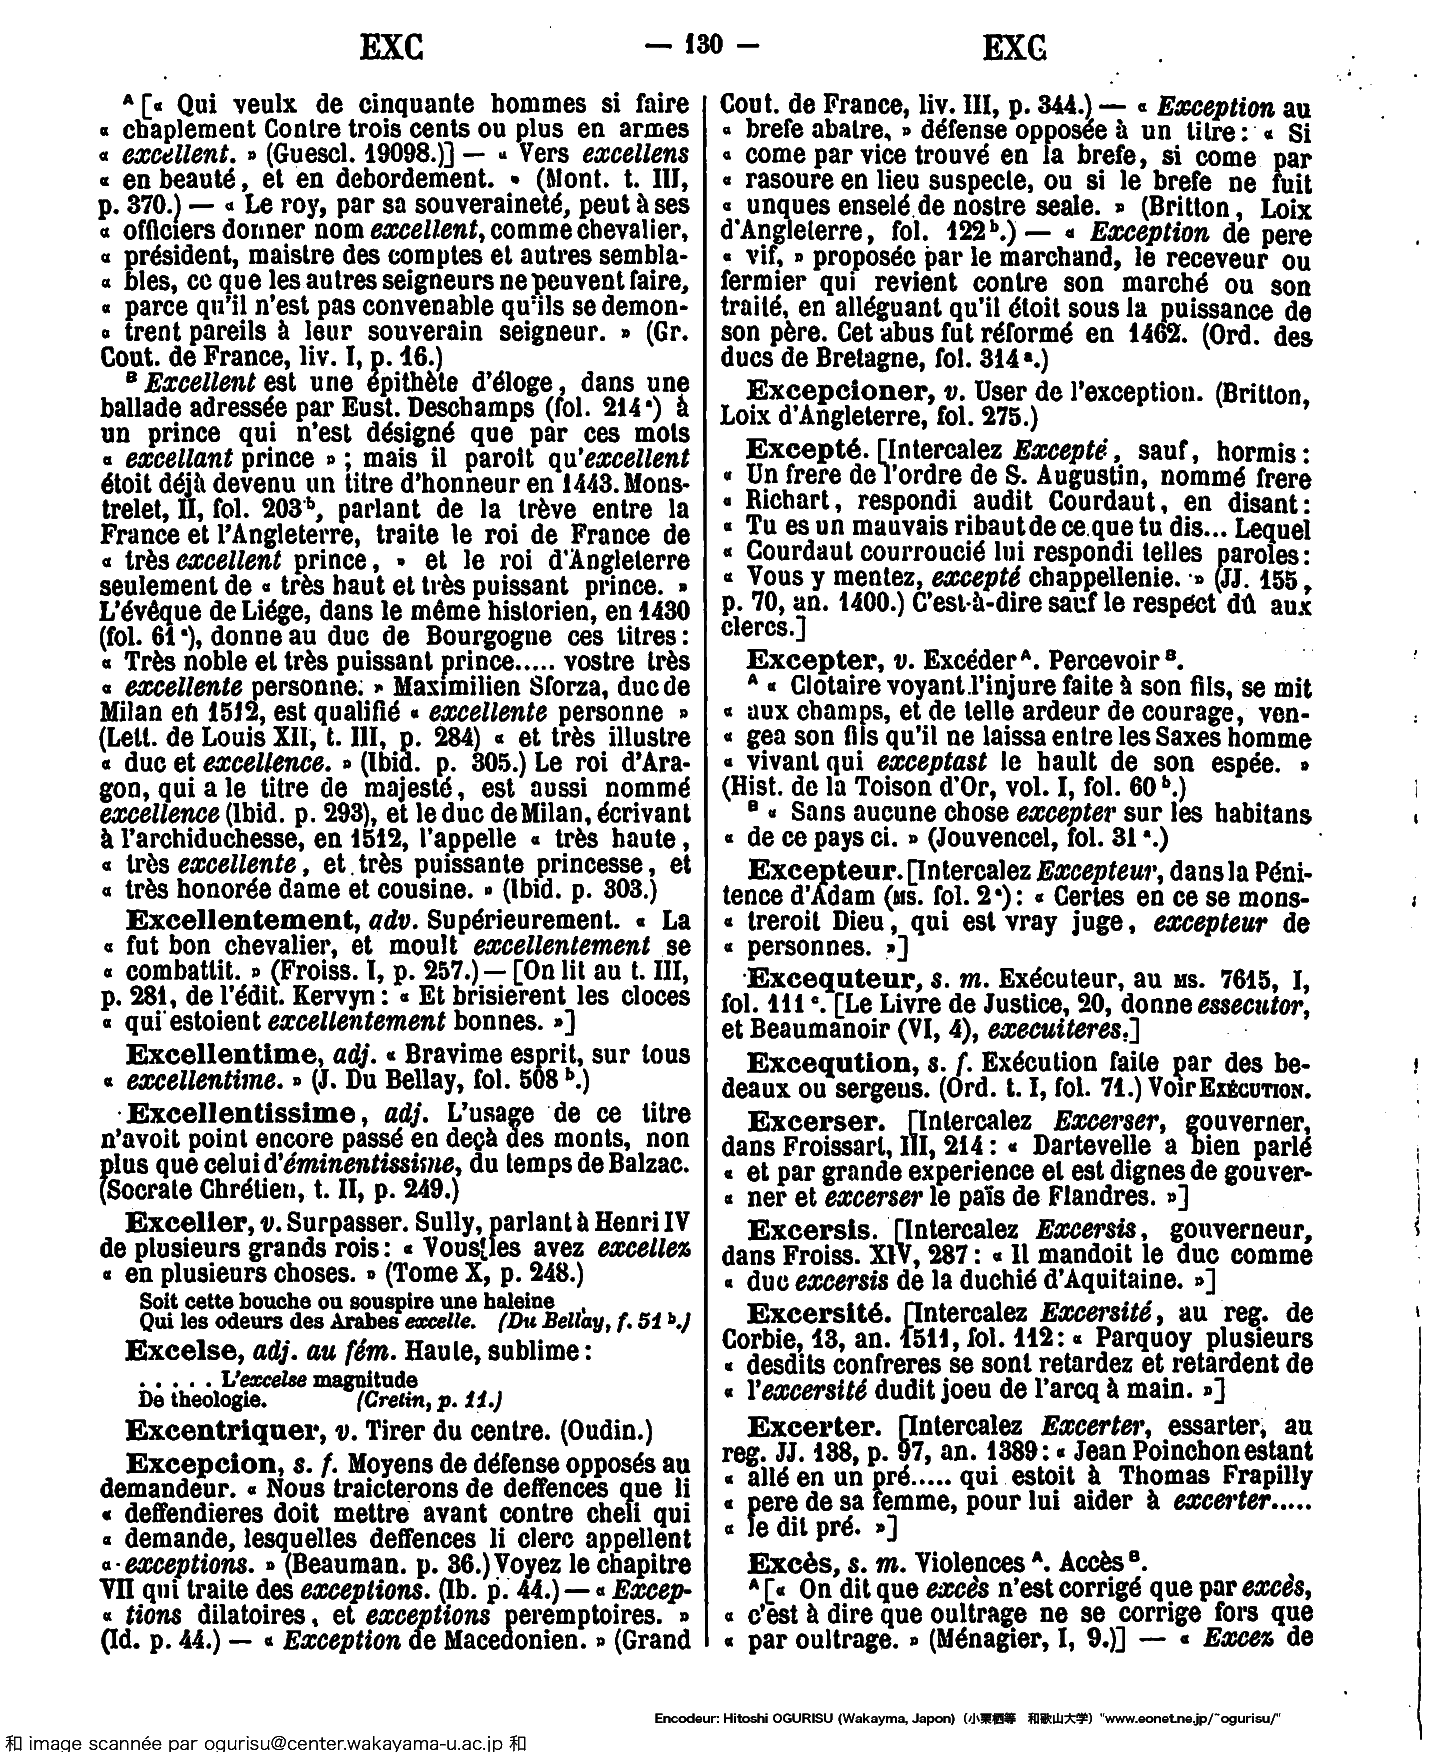 EXC — 130 — EXC
ᴬ [« Qui veulx de cinquante hommes si faire
« chaplement Contre trois cents ou plus en armes
« excellent. » (Guescl. 19098.)] — « Vers excellens
« en beauté, et en debordement. » (Mont. t. III,
p. 370.) — « Le roy, par sa souveraineté, peut à ses
« officiers donner nom excellent, comme chevalier,
« président, maistre des comptes et autres sembla-
« bles, ce que les autres seigneurs ne peuvent faire,
« parce qu'il n'est pas convenable qu'ils se demon-
« trent pareils à leur souverain seigneur. » (Gr.
Cout. de France, liv. I, p. 16.)
ᴮ Excellent est une épithète d'éloge, dans une
ballade adressée par Eust. Deschamps (fol. 214ᵃ) à
un prince qui n'est désigné que par ces mots
« excellant prince » ; mais il paroit qu'excellent
étoit déjà devenu un titre d'honneur en 1443. Mons-
trelet, II, fol. 203ᵇ, parlant de la trève entre la
France et l'Angleterre, traite le roi de France de
« très excellent prince, » et le roi d'Angleterre
seulement de « très haut et très puissant prince. »
L'évêque de Liége, dans le même historien, en 1430
(fol. 61ᵃ), donne au duc de Bourgogne ces titres :
« Très noble et très puissant prince..... vostre très
« excellente personne. » Maximilien Sforza, duc de
Milan en 1512, est qualifié « excellente personne »
(Lett. de Louis XII, t. III, p. 284) « et très illustre
« duc et excellence. » (Ibid. p. 305.) Le roi d'Ara-
gon, qui a le titre de majesté, est aussi nommé
excellence (Ibid. p. 293), et le duc de Milan, écrivant
à l'archiduchesse, en 1512, l'appelle « très haute,
« très excellente, et très puissante princesse, et
« très honorée dame et cousine. » (Ibid. p. 303.)
Excellentement, adv. Supérieurement. « La
« fut bon chevalier, et moult excellentement se
« combattit. » (Froiss. I, p. 257.) — [On lit au t. III,
p. 281, de l'édit. Kervyn : « Et brisierent les cloces
« qui estoient excellentement bonnes. »]
Excellentime, adj. « Bravime esprit, sur tous
« excellentime. » (J. Du Bellay, fol. 508ᵇ.)
Excellentissime, adj. L'usage de ce titre
n'avoit point encore passé en deçà des monts, non
plus que celui d'éminentissime, du temps de Balzac.
(Socrate Chrétien, t. II, p. 249.)
Exceller, v. Surpasser. Sully, parlant à Henri IV
de plusieurs grands rois : « Vous les avez excellez
« en plusieurs choses. » (Tome X, p. 248.)
Soit cette bouche ou souspire une haleine
Qui les odeurs des Arabes excelle. (Du Bellay, f. 51ᵇ.)
Excelse, adj. au fém. Haute, sublime :
. . . . . L'excelse magnitude
De theologie. (Cretin, p. 11.)
Excentriquer, v. Tirer du centre. (Oudin.)
Excepcion, s. f. Moyens de défense opposés au
demandeur. « Nous traicterons de deffences que li
« deffendieres doit mettre avant contre cheli qui
« demande, lesquelles deffences li clerc appellent
« exceptions. » (Beauman. p. 36.) Voyez le chapitre
VII qui traite des exceptions. (Ib. p. 44.) — « Excep-
« tions dilatoires, et exceptions peremptoires. »
(Id. p. 44.) — « Exception de Macedonien. » (Grand
Cout. de France, liv. III, p. 344.) — « Exception au
« brefe abatre, » défense opposée à un titre : « Si
« come par vice trouvé en la brefe, si come par
« rasoure en lieu suspecte, ou si le brefe ne fuit
« unques enselé de nostre seale. » (Britton, Loix
d'Angleterre, fol. 122ᵇ.) — « Exception de pere
« vif, » proposée par le marchand, le receveur ou
fermier qui revient contre son marché ou son
traité, en alléguant qu'il étoit sous la puissance de
son père. Cet abus fut réformé en 1462. (Ord. des
ducs de Bretagne, fol. 314ᵃ.)
Excepcioner, v. User de l'exception. (Britton,
Loix d'Angleterre, fol. 275.)
Excepté. [Intercalez Excepté, sauf, hormis :
« Un frere de l'ordre de S. Augustin, nommé frere
« Richart, respondi audit Courdaut, en disant :
« Tu es un mauvais ribaut de ce que tu dis... Lequel
« Courdaut courroucié lui respondi telles paroles :
« Vous y mentez, excepté chappellenie. » (JJ. 155,
p. 70, an. 1400.) C'est-à-dire sauf le respect dû aux
clercs.]
Excepter, v. Excéder ᴬ. Percevoir ᴮ.
ᴬ « Clotaire voyant l'injure faite à son fils, se mit
« aux champs, et de telle ardeur de courage, ven-
« gea son fils qu'il ne laissa entre les Saxes homme
« vivant qui exceptast le hault de son espée. »
(Hist. de la Toison d'Or, vol. I, fol. 60ᵇ.)
ᴮ « Sans aucune chose excepter sur les habitans
« de ce pays ci. » (Jouvencel, fol. 31ᵃ.)
Excepteur. [Intercalez Excepteur, dans la Péni-
tence d'Adam (MS. fol. 2ᵃ) : « Certes en ce se mons-
« treroit Dieu, qui est vray juge, excepteur de
« personnes. »]
Excequteur, s. m. Exécuteur, au MS. 7615, I,
fol. 111ᶜ. [Le Livre de Justice, 20, donne essecutor,
et Beaumanoir (VI, 4), execuiteres.]
Exceqution, s. f. Exécution faite par des be-
deaux ou sergens. (Ord. t. I, fol. 71.) Voir EXÉCUTION.
Excerser. [Intercalez Excerser, gouverner,
dans Froissart, III, 214 : « Dartevelle a bien parlé
« et par grande experience et est dignes de gouver-
« ner et excerser le païs de Flandres. »]
Excersis. [Intercalez Excersis, gouverneur,
dans Froiss. XIV, 287 : « Il mandoit le duc comme
« duc excersis de la duchié d'Aquitaine. »]
Excersité. [Intercalez Excersité, au reg. de
Corbie, 13, an. 1511, fol. 112 : « Parquoy plusieurs
« desdits confreres se sont retardez et retardent de
« l'excersité dudit joeu de l'arcq à main. »]
Excerter. [Intercalez Excerter, essarter, au
reg. JJ. 138, p. 97, an. 1389 : « Jean Poinchon estant
« allé en un pré..... qui estoit à Thomas Frapilly
« pere de sa femme, pour lui aider à excerter.....
« le dit pré. »]
Excès, s. m. Violences ᴬ. Accès ᴮ.
ᴬ [« On dit que excès n'est corrigé que par excès,
« c'est à dire que oultrage ne se corrige fors que
« par oultrage. » (Ménagier, I, 9.)] — « Excez de
Encodeur: Hitoshi OGURISU (Wakayma, Japon) (小栗栖等 和歌山大学) "www.eonet.ne.jp/~ogurisu/"
和 image scannée par ogurisu@center.wakayama-u.ac.jp 和